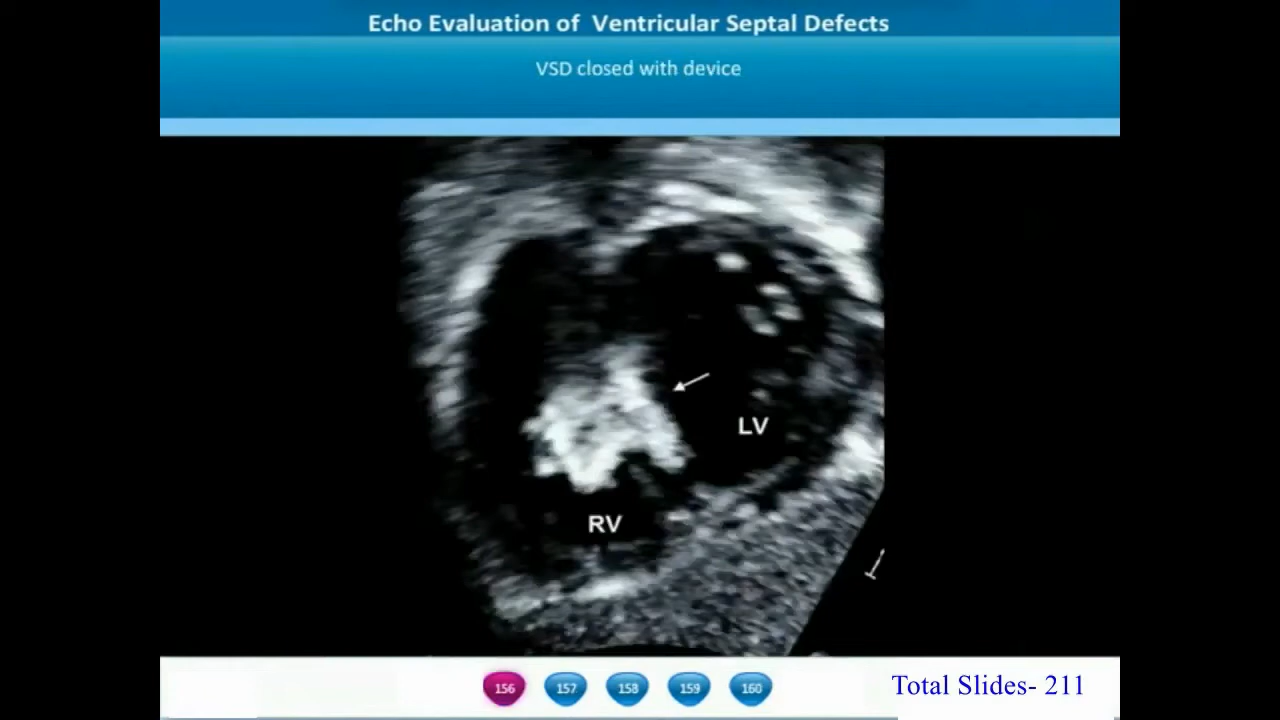 Echo Evaluation of Ventricular Septal Defects
VSD closed with device
LV
RV
156 157 158 159 160
Total Slides- 211